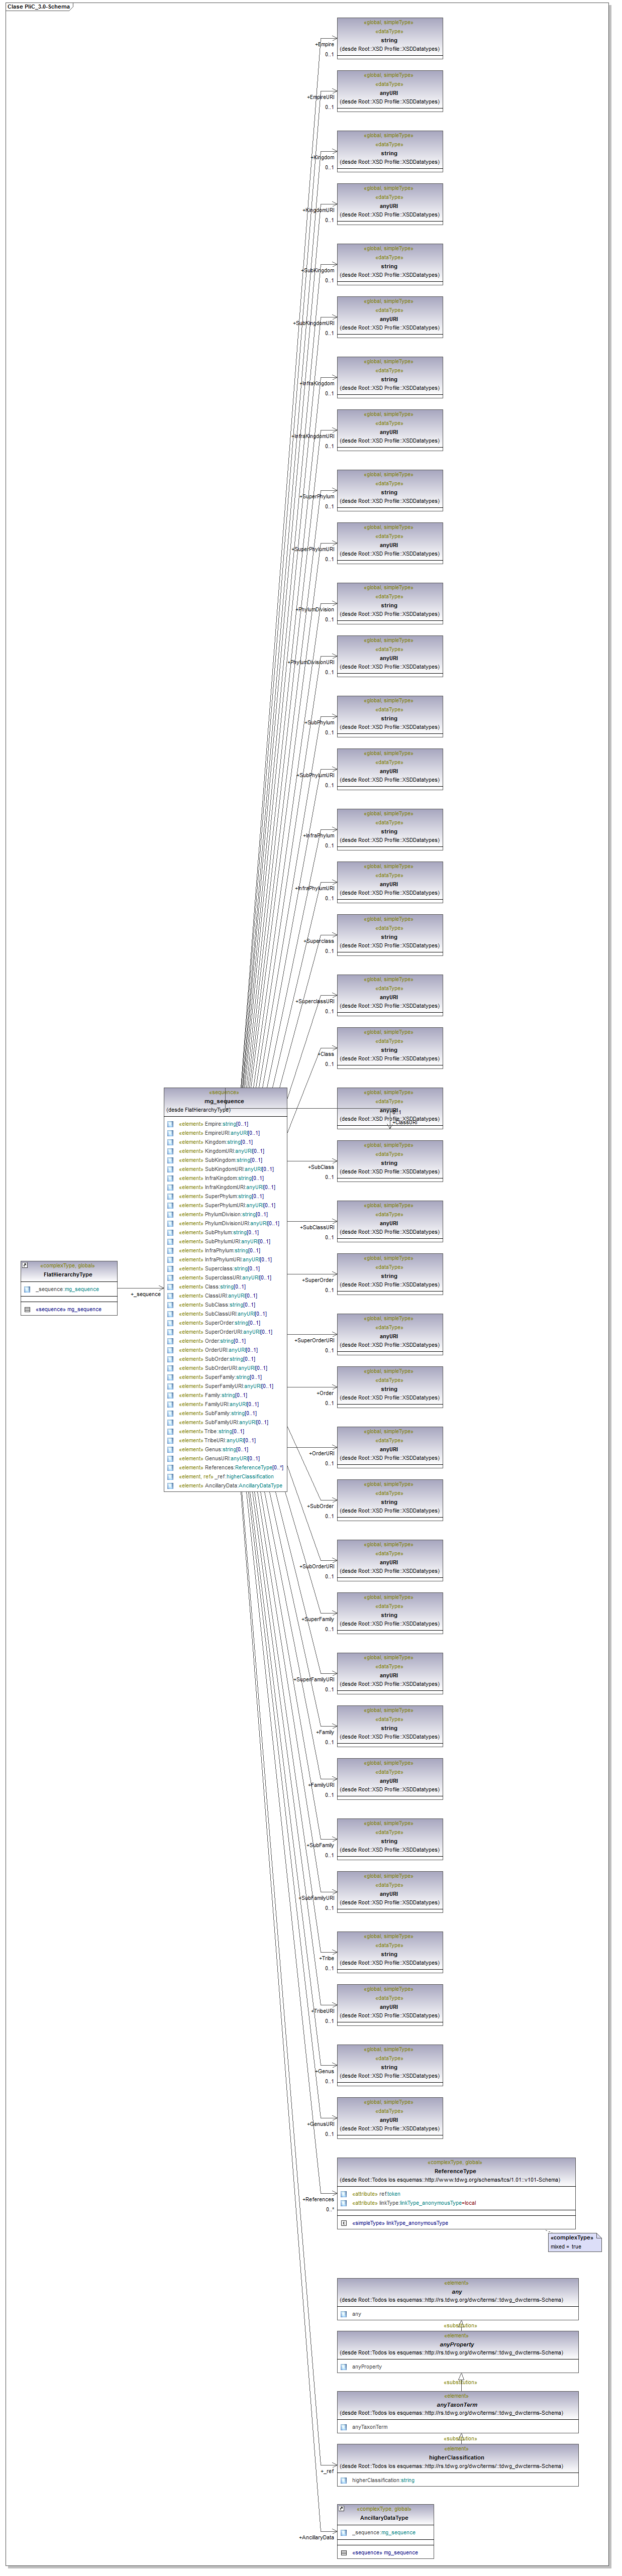 Clase PliC_3.0-Schema
«global, simpleType»
«dataType»
string
(desde Root::XSD Profile::XSDDatatypes)
+Empire
0..1
«global, simpleType»
«dataType»
anyURI
(desde Root::XSD Profile::XSDDatatypes)
+EmpireURI
0..1
«global, simpleType»
«dataType»
string
(desde Root::XSD Profile::XSDDatatypes)
+Kingdom
0..1
«global, simpleType»
«dataType»
anyURI
(desde Root::XSD Profile::XSDDatatypes)
+KingdomURI
0..1
«global, simpleType»
«dataType»
string
(desde Root::XSD Profile::XSDDatatypes)
+SubKingdom
0..1
«global, simpleType»
«dataType»
anyURI
(desde Root::XSD Profile::XSDDatatypes)
+SubKingdomURI
0..1
«global, simpleType»
«dataType»
string
(desde Root::XSD Profile::XSDDatatypes)
+InfraKingdom
0..1
«global, simpleType»
«dataType»
anyURI
(desde Root::XSD Profile::XSDDatatypes)
+InfraKingdomURI
0..1
«global, simpleType»
«dataType»
string
(desde Root::XSD Profile::XSDDatatypes)
+SuperPhylum
0..1
«global, simpleType»
«dataType»
anyURI
(desde Root::XSD Profile::XSDDatatypes)
+SuperPhylumURI
0..1
«global, simpleType»
«dataType»
string
(desde Root::XSD Profile::XSDDatatypes)
+PhylumDivision
0..1
«global, simpleType»
«dataType»
anyURI
(desde Root::XSD Profile::XSDDatatypes)
+PhylumDivisionURI
0..1
«global, simpleType»
«dataType»
string
(desde Root::XSD Profile::XSDDatatypes)
+SubPhylum
0..1
«global, simpleType»
«dataType»
anyURI
(desde Root::XSD Profile::XSDDatatypes)
+SubPhylumURI
0..1
«global, simpleType»
«dataType»
string
(desde Root::XSD Profile::XSDDatatypes)
+InfraPhylum
0..1
«global, simpleType»
«dataType»
anyURI
(desde Root::XSD Profile::XSDDatatypes)
+InfraPhylumURI
0..1
«global, simpleType»
«dataType»
string
(desde Root::XSD Profile::XSDDatatypes)
+Superclass
0..1
«global, simpleType»
«dataType»
anyURI
(desde Root::XSD Profile::XSDDatatypes)
+SuperclassURI
0..1
«global, simpleType»
«dataType»
string
(desde Root::XSD Profile::XSDDatatypes)
+Class
0..1
«global, simpleType»
«dataType»
anyURI
(desde Root::XSD Profile::XSDDatatypes)
0..1
+ClassURI
«sequence»
mg_sequence
(desde FlatHierarchyType)
«element» Empire:string[0..1]
«element» EmpireURI:anyURI[0..1]
«element» Kingdom:string[0..1]
«element» KingdomURI:anyURI[0..1]
«element» SubKingdom:string[0..1]
«element» SubKingdomURI:anyURI[0..1]
«element» InfraKingdom:string[0..1]
«element» InfraKingdomURI:anyURI[0..1]
«element» SuperPhylum:string[0..1]
«element» SuperPhylumURI:anyURI[0..1]
«element» PhylumDivision:string[0..1]
«element» PhylumDivisionURI:anyURI[0..1]
«element» SubPhylum:string[0..1]
«element» SubPhylumURI:anyURI[0..1]
«element» InfraPhylum:string[0..1]
«element» InfraPhylumURI:anyURI[0..1]
«element» Superclass:string[0..1]
«element» SuperclassURI:anyURI[0..1]
«element» Class:string[0..1]
«element» ClassURI:anyURI[0..1]
«element» SubClass:string[0..1]
«element» SubClassURI:anyURI[0..1]
«element» SuperOrder:string[0..1]
«element» SuperOrderURI:anyURI[0..1]
«element» Order:string[0..1]
«element» OrderURI:anyURI[0..1]
«element» SubOrder:string[0..1]
«element» SubOrderURI:anyURI[0..1]
«element» SuperFamily:string[0..1]
«element» SuperFamilyURI:anyURI[0..1]
«element» Family:string[0..1]
«element» FamilyURI:anyURI[0..1]
«element» SubFamily:string[0..1]
«element» SubFamilyURI:anyURI[0..1]
«element» Tribe:string[0..1]
«element» TribeURI:anyURI[0..1]
«element» Genus:string[0..1]
«element» GenusURI:anyURI[0..1]
«element» References:ReferenceType[0..*]
«element, ref» _ref:higherClassification
«element» AncillaryData:AncillaryDataType
«complexType, global»
FlatHierarchyType
_sequence:mg_sequence
«sequence» mg_sequence
+_sequence
«global, simpleType»
«dataType»
string
(desde Root::XSD Profile::XSDDatatypes)
+SubClass
0..1
«global, simpleType»
«dataType»
anyURI
(desde Root::XSD Profile::XSDDatatypes)
+SubClassURI
0..1
«global, simpleType»
«dataType»
string
(desde Root::XSD Profile::XSDDatatypes)
+SuperOrder
0..1
«global, simpleType»
«dataType»
anyURI
(desde Root::XSD Profile::XSDDatatypes)
+SuperOrderURI
0..1
«global, simpleType»
«dataType»
string
(desde Root::XSD Profile::XSDDatatypes)
+Order
0..1
«global, simpleType»
«dataType»
anyURI
(desde Root::XSD Profile::XSDDatatypes)
+OrderURI
0..1
«global, simpleType»
«dataType»
string
(desde Root::XSD Profile::XSDDatatypes)
+SubOrder
0..1
«global, simpleType»
«dataType»
anyURI
(desde Root::XSD Profile::XSDDatatypes)
+SubOrderURI
0..1
«global, simpleType»
«dataType»
string
(desde Root::XSD Profile::XSDDatatypes)
+SuperFamily
0..1
«global, simpleType»
«dataType»
anyURI
(desde Root::XSD Profile::XSDDatatypes)
+SuperFamilyURI
0..1
«global, simpleType»
«dataType»
string
(desde Root::XSD Profile::XSDDatatypes)
+Family
0..1
«global, simpleType»
«dataType»
anyURI
(desde Root::XSD Profile::XSDDatatypes)
+FamilyURI
0..1
«global, simpleType»
«dataType»
string
(desde Root::XSD Profile::XSDDatatypes)
+SubFamily
0..1
«global, simpleType»
«dataType»
anyURI
(desde Root::XSD Profile::XSDDatatypes)
+SubFamilyURI
0..1
«global, simpleType»
«dataType»
string
(desde Root::XSD Profile::XSDDatatypes)
+Tribe
0..1
«global, simpleType»
«dataType»
anyURI
(desde Root::XSD Profile::XSDDatatypes)
+TribeURI
0..1
«global, simpleType»
«dataType»
string
(desde Root::XSD Profile::XSDDatatypes)
+Genus
0..1
«global, simpleType»
«dataType»
anyURI
(desde Root::XSD Profile::XSDDatatypes)
+GenusURI
0..1
«complexType, global»
ReferenceType
(desde Root::Todos los esquemas::http://www.tdwg.org/schemas/tcs/1.01::v101-Schema)
«attribute» ref:token
«attribute» linkType:linkType_anonymousType=local
«simpleType» linkType_anonymousType
+References
0..*
«complexType»
mixed = true
«element»
any
(desde Root::Todos los esquemas::http://rs.tdwg.org/dwc/terms/::tdwg_dwcterms-Schema)
any
«substitution»
«element»
anyProperty
(desde Root::Todos los esquemas::http://rs.tdwg.org/dwc/terms/::tdwg_dwcterms-Schema)
anyProperty
«substitution»
«element»
anyTaxonTerm
(desde Root::Todos los esquemas::http://rs.tdwg.org/dwc/terms/::tdwg_dwcterms-Schema)
anyTaxonTerm
«substitution»
«element»
higherClassification
(desde Root::Todos los esquemas::http://rs.tdwg.org/dwc/terms/::tdwg_dwcterms-Schema)
+_ref
higherClassification:string
«complexType, global»
AncillaryDataType
_sequence:mg_sequence
+AncillaryData
«sequence» mg_sequence